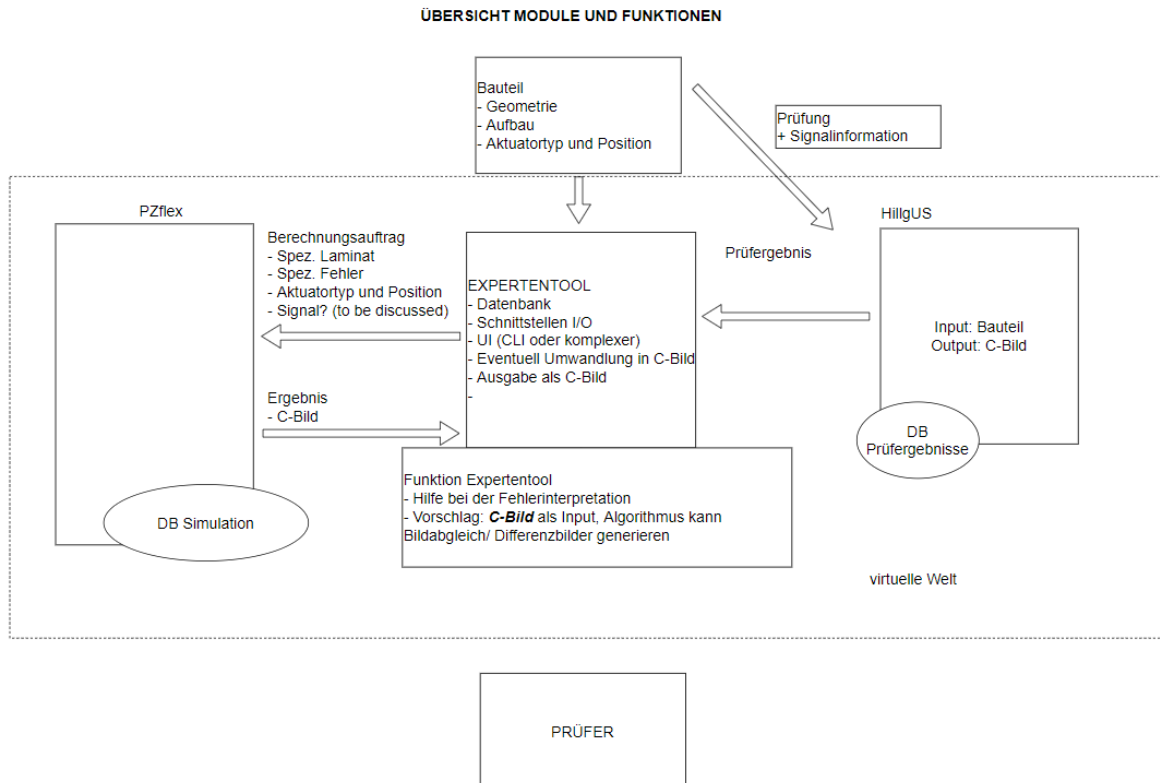 ÜBERSICHT MODULE UND FUNKTIONEN
Bauteil
- Geometrie
- Aufbau
- Aktuatortyp und Position
Prüfung
+ Signalinformation
PZflex
Berechnungsauftrag
- Spez. Laminat
- Spez. Fehler
- Aktuatortyp und Position
- Signal? (to be discussed)
Ergebnis
- C-Bild
DB Simulation
EXPERTENTOOL
- Datenbank
- Schnittstellen I/O
- UI (CLI oder komplexer)
- Eventuell Umwandlung in C-Bild
- Ausgabe als C-Bild
-
Funktion Expertentool
- Hilfe bei der Fehlerinterpretation
- Vorschlag: C-Bild als Input, Algorithmus kann
Bildabgleich/ Differenzbilder generieren
Prüfergebnis
HillgUS
Input: Bauteil
Output: C-Bild
DB
Prüfergebnisse
virtuelle Welt
PRÜFER